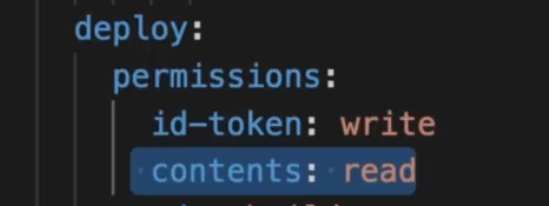 deploy:
permissions:
id-token: write
contents: read